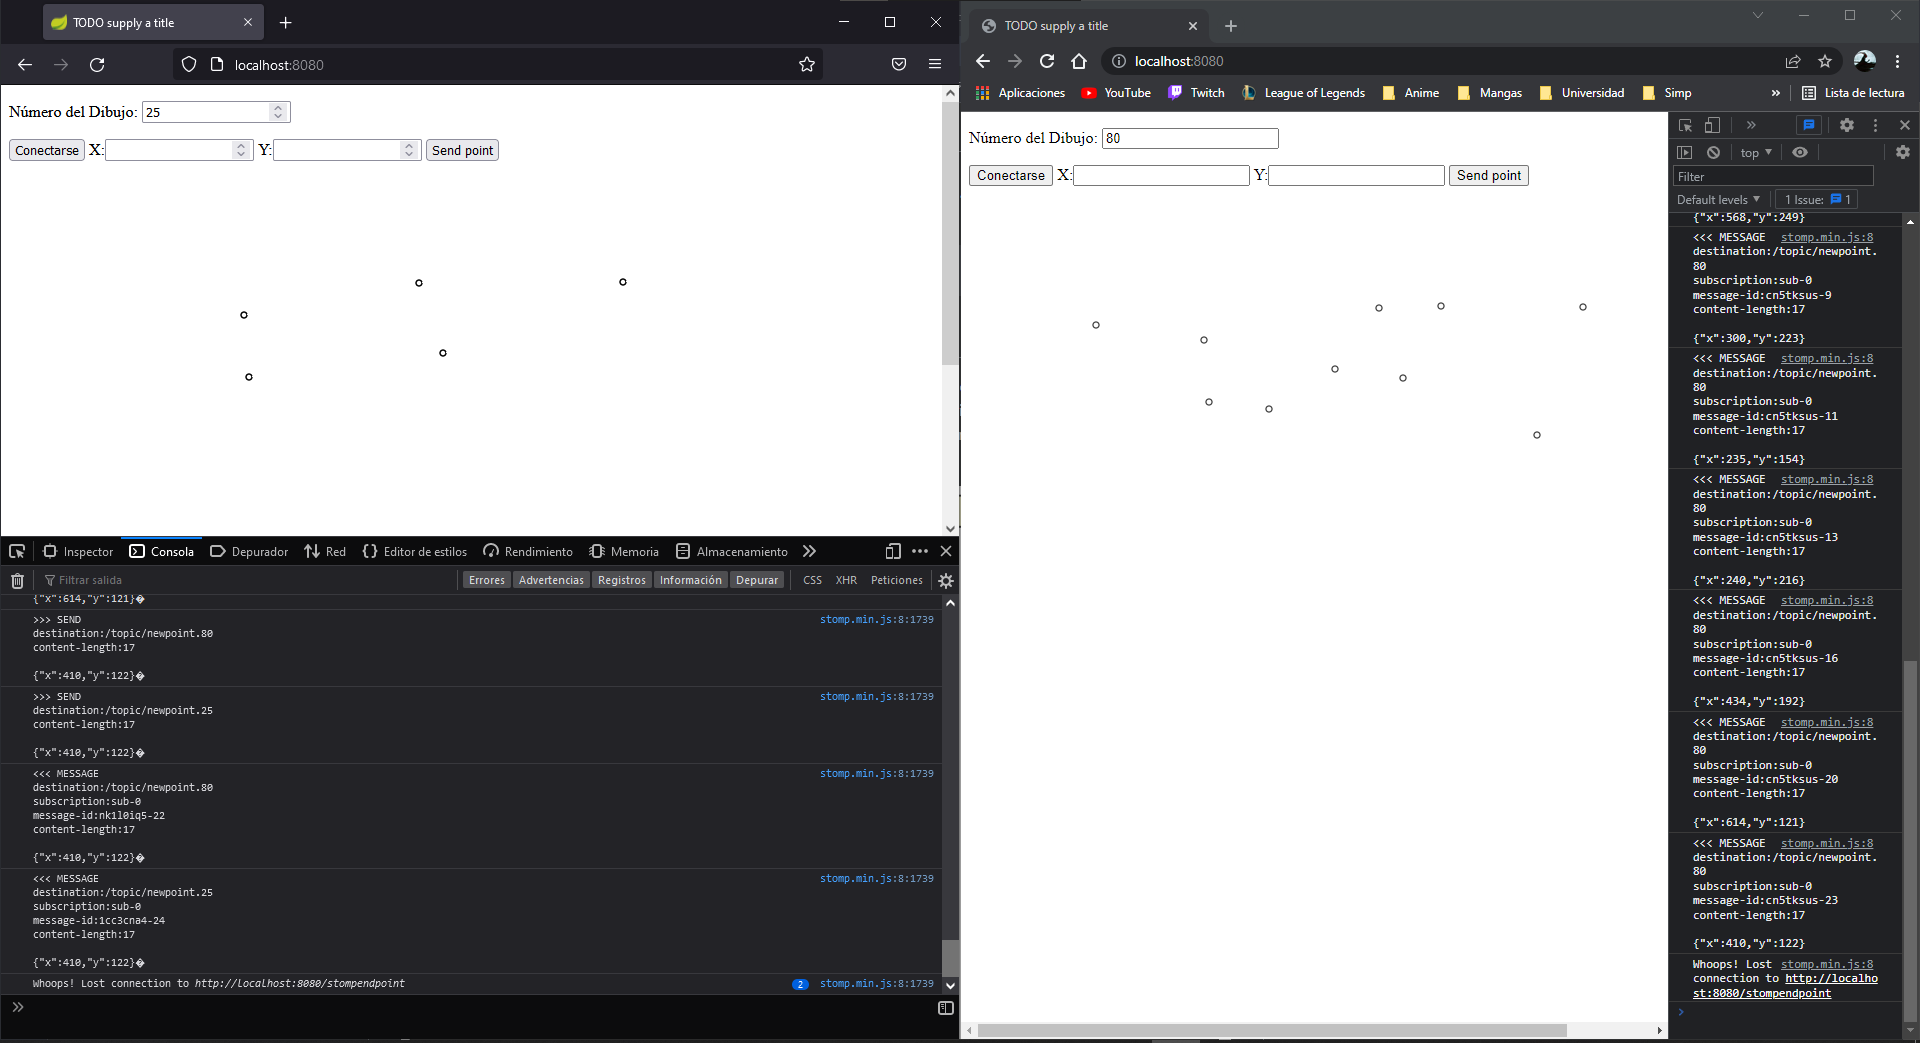 TODO supply a title
localhost:8080
Número del Dibujo: 25
Conectarse X: Y: Send point
Inspector Consola Depurador Red Editor de estilos Rendimiento Memoria Almacenamiento
Filtrar salida Errores Advertencias Registros Información Depurar CSS XHR Peticiones
{"x":614,"y":121}�
>>> SEND stomp.min.js:8:1739
destination:/topic/newpoint.80
content-length:17
{"x":410,"y":122}�
>>> SEND stomp.min.js:8:1739
destination:/topic/newpoint.25
content-length:17
{"x":410,"y":122}�
<<< MESSAGE stomp.min.js:8:1739
destination:/topic/newpoint.80
subscription:sub-0
message-id:nk1l0iq5-22
content-length:17
{"x":410,"y":122}�
<<< MESSAGE stomp.min.js:8:1739
destination:/topic/newpoint.25
subscription:sub-0
message-id:1cc3cna4-24
content-length:17
{"x":410,"y":122}�
Whoops! Lost connection to http://localhost:8080/stompendpoint 2 stomp.min.js:8:1739
TODO supply a title
localhost:8080
Aplicaciones YouTube Twitch League of Legends Anime Mangas Universidad Simp » Lista de lectura
Número del Dibujo: 80
Conectarse X: Y: Send point
top
Filter
Default levels 1 Issue: 1
{"x":568,"y":249}
<<< MESSAGE stomp.min.js:8
destination:/topic/newpoint.
80
subscription:sub-0
message-id:cn5tksus-9
content-length:17
{"x":300,"y":223}
<<< MESSAGE stomp.min.js:8
destination:/topic/newpoint.
80
subscription:sub-0
message-id:cn5tksus-11
content-length:17
{"x":235,"y":154}
<<< MESSAGE stomp.min.js:8
destination:/topic/newpoint.
80
subscription:sub-0
message-id:cn5tksus-13
content-length:17
{"x":240,"y":216}
<<< MESSAGE stomp.min.js:8
destination:/topic/newpoint.
80
subscription:sub-0
message-id:cn5tksus-16
content-length:17
{"x":434,"y":192}
<<< MESSAGE stomp.min.js:8
destination:/topic/newpoint.
80
subscription:sub-0
message-id:cn5tksus-20
content-length:17
{"x":614,"y":121}
<<< MESSAGE stomp.min.js:8
destination:/topic/newpoint.
80
subscription:sub-0
message-id:cn5tksus-23
content-length:17
{"x":410,"y":122}
Whoops! Lost stomp.min.js:8
connection to http://localho
st:8080/stompendpoint